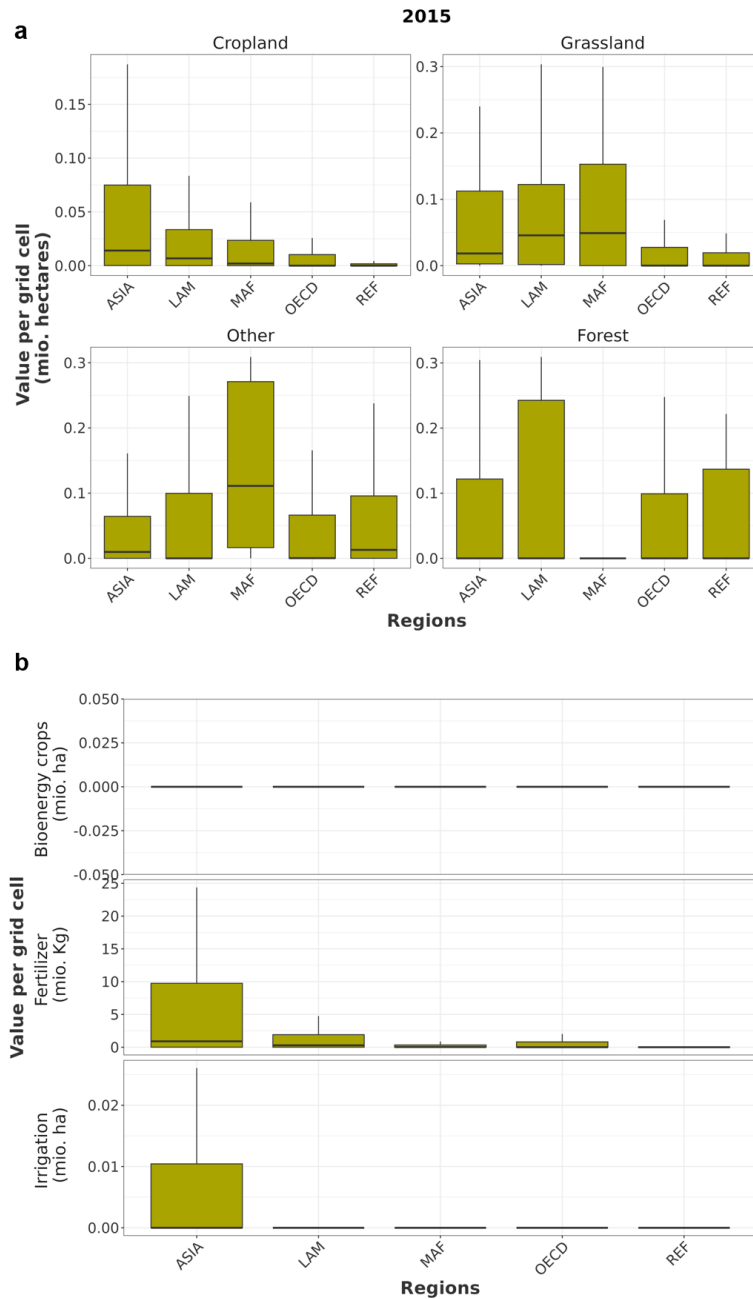 2015
a
Cropland
Grassland
Value per grid cell
(mio. hectares)
0.15
0.10
0.05
0.00
0.3
0.2
0.1
0.0
ASIA
LAM
MAF
OECD
REF
ASIA
LAM
MAF
OECD
REF
Other
Forest
0.3
0.2
0.1
0.0
0.3
0.2
0.1
0.0
ASIA
LAM
MAF
OECD
REF
ASIA
LAM
MAF
OECD
REF
Regions
b
Value per grid cell
Bioenergy crops
(mio. ha)
0.050
0.025
0.000
-0.025
-0.050
Fertilizer
(mio. Kg)
25
20
15
10
5
0
Irrigation
(mio. ha)
0.02
0.01
0.00
ASIA
LAM
MAF
OECD
REF
Regions